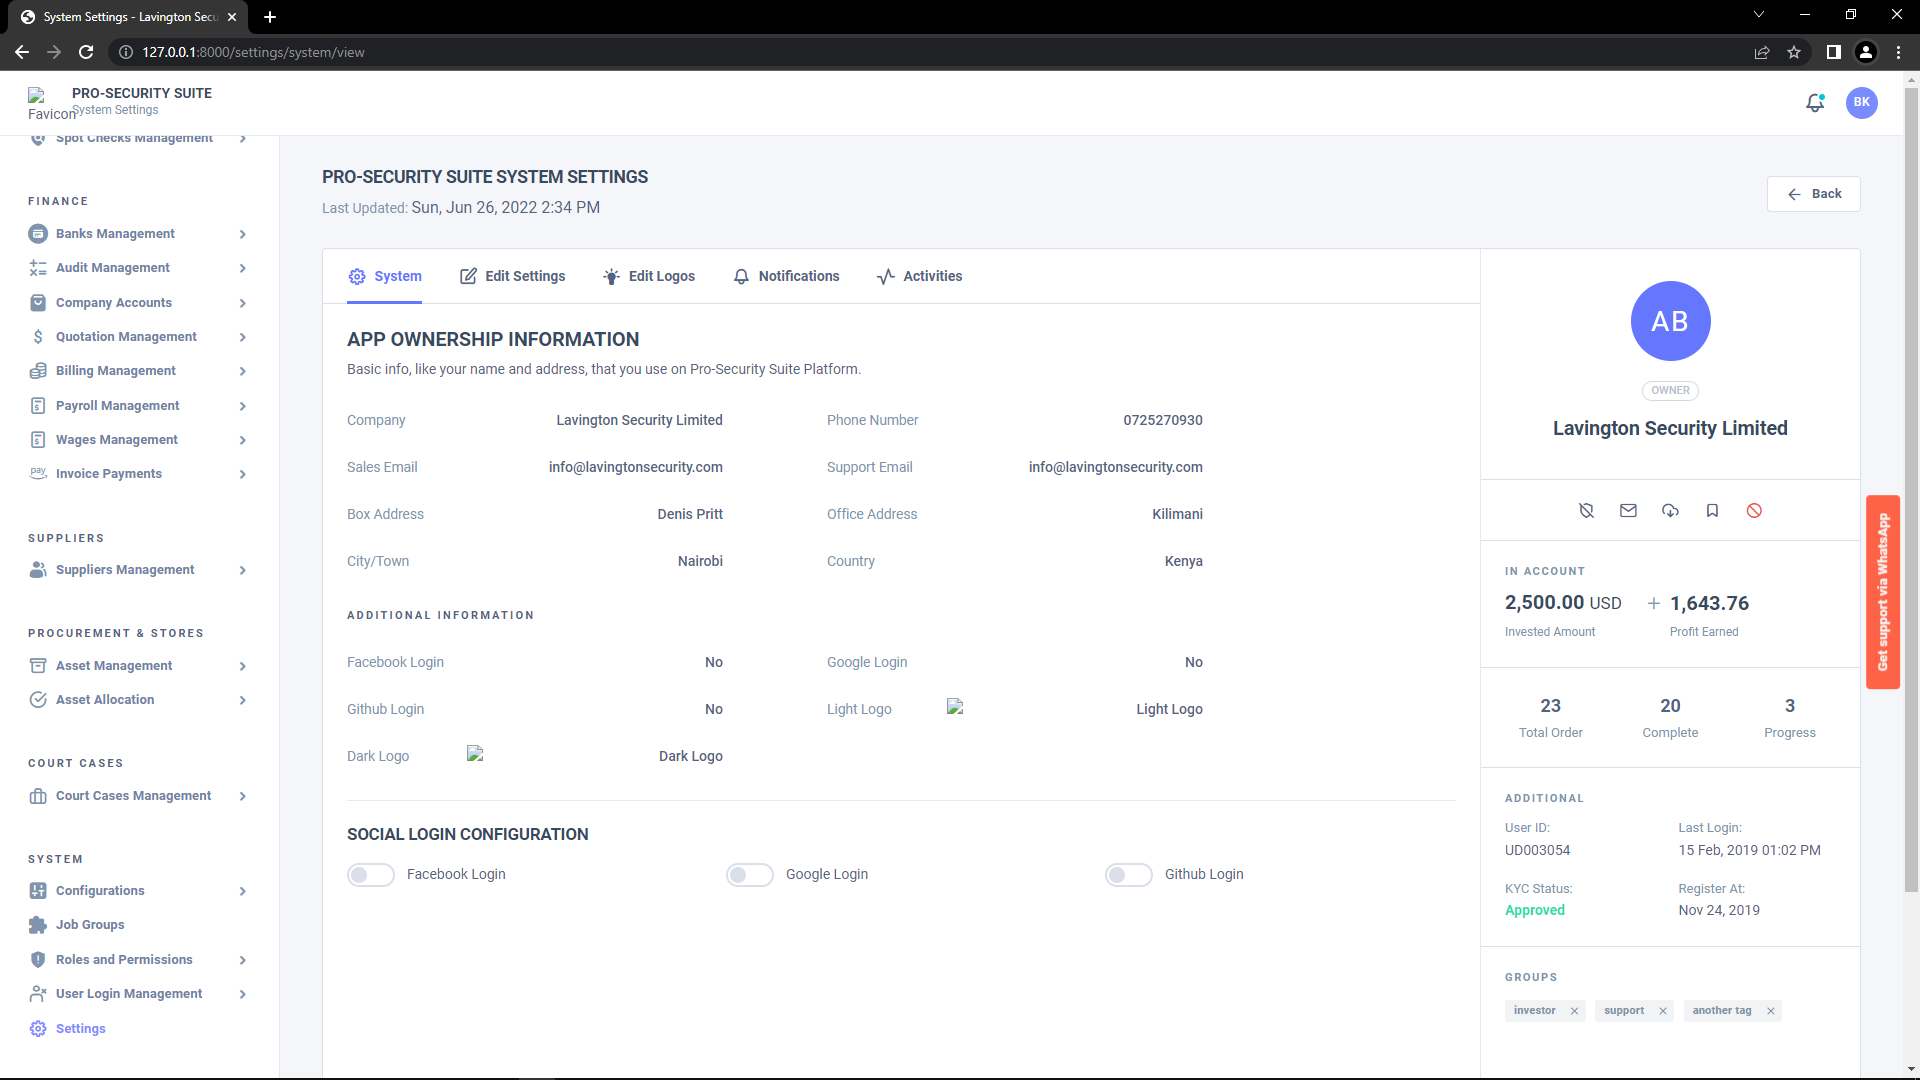 System Settings - Lavington Secu
127.0.0.1:8000/settings/system/view
Favicon
PRO-SECURITY SUITE
System Settings
BK
Spot Checks Management
FINANCE
Banks Management
Audit Management
Company Accounts
Quotation Management
Billing Management
Payroll Management
Wages Management
pay
Invoice Payments
SUPPLIERS
Suppliers Management
PROCUREMENT & STORES
Asset Management
Asset Allocation
COURT CASES
Court Cases Management
SYSTEM
Configurations
Job Groups
Roles and Permissions
User Login Management
Settings
PRO-SECURITY SUITE SYSTEM SETTINGS
Last Updated: Sun, Jun 26, 2022 2:34 PM
Back
System
Edit Settings
Edit Logos
Notifications
Activities
APP OWNERSHIP INFORMATION
Basic info, like your name and address, that you use on Pro-Security Suite Platform.
Company Lavington Security Limited
Phone Number 0725270930
Sales Email info@lavingtonsecurity.com
Support Email info@lavingtonsecurity.com
Box Address Denis Pritt
Office Address Kilimani
City/Town Nairobi
Country Kenya
ADDITIONAL INFORMATION
Facebook Login No
Google Login No
Github Login No
Light Logo Light Logo
Dark Logo Dark Logo
SOCIAL LOGIN CONFIGURATION
Facebook Login
Google Login
Github Login
AB
OWNER
Lavington Security Limited
IN ACCOUNT
2,500.00 USD
Invested Amount
+ 1,643.76
Profit Earned
23
Total Order
20
Complete
3
Progress
ADDITIONAL
User ID:
UD003054
Last Login:
15 Feb, 2019 01:02 PM
KYC Status:
Approved
Register At:
Nov 24, 2019
GROUPS
investor
support
another tag
Get support via WhatsApp